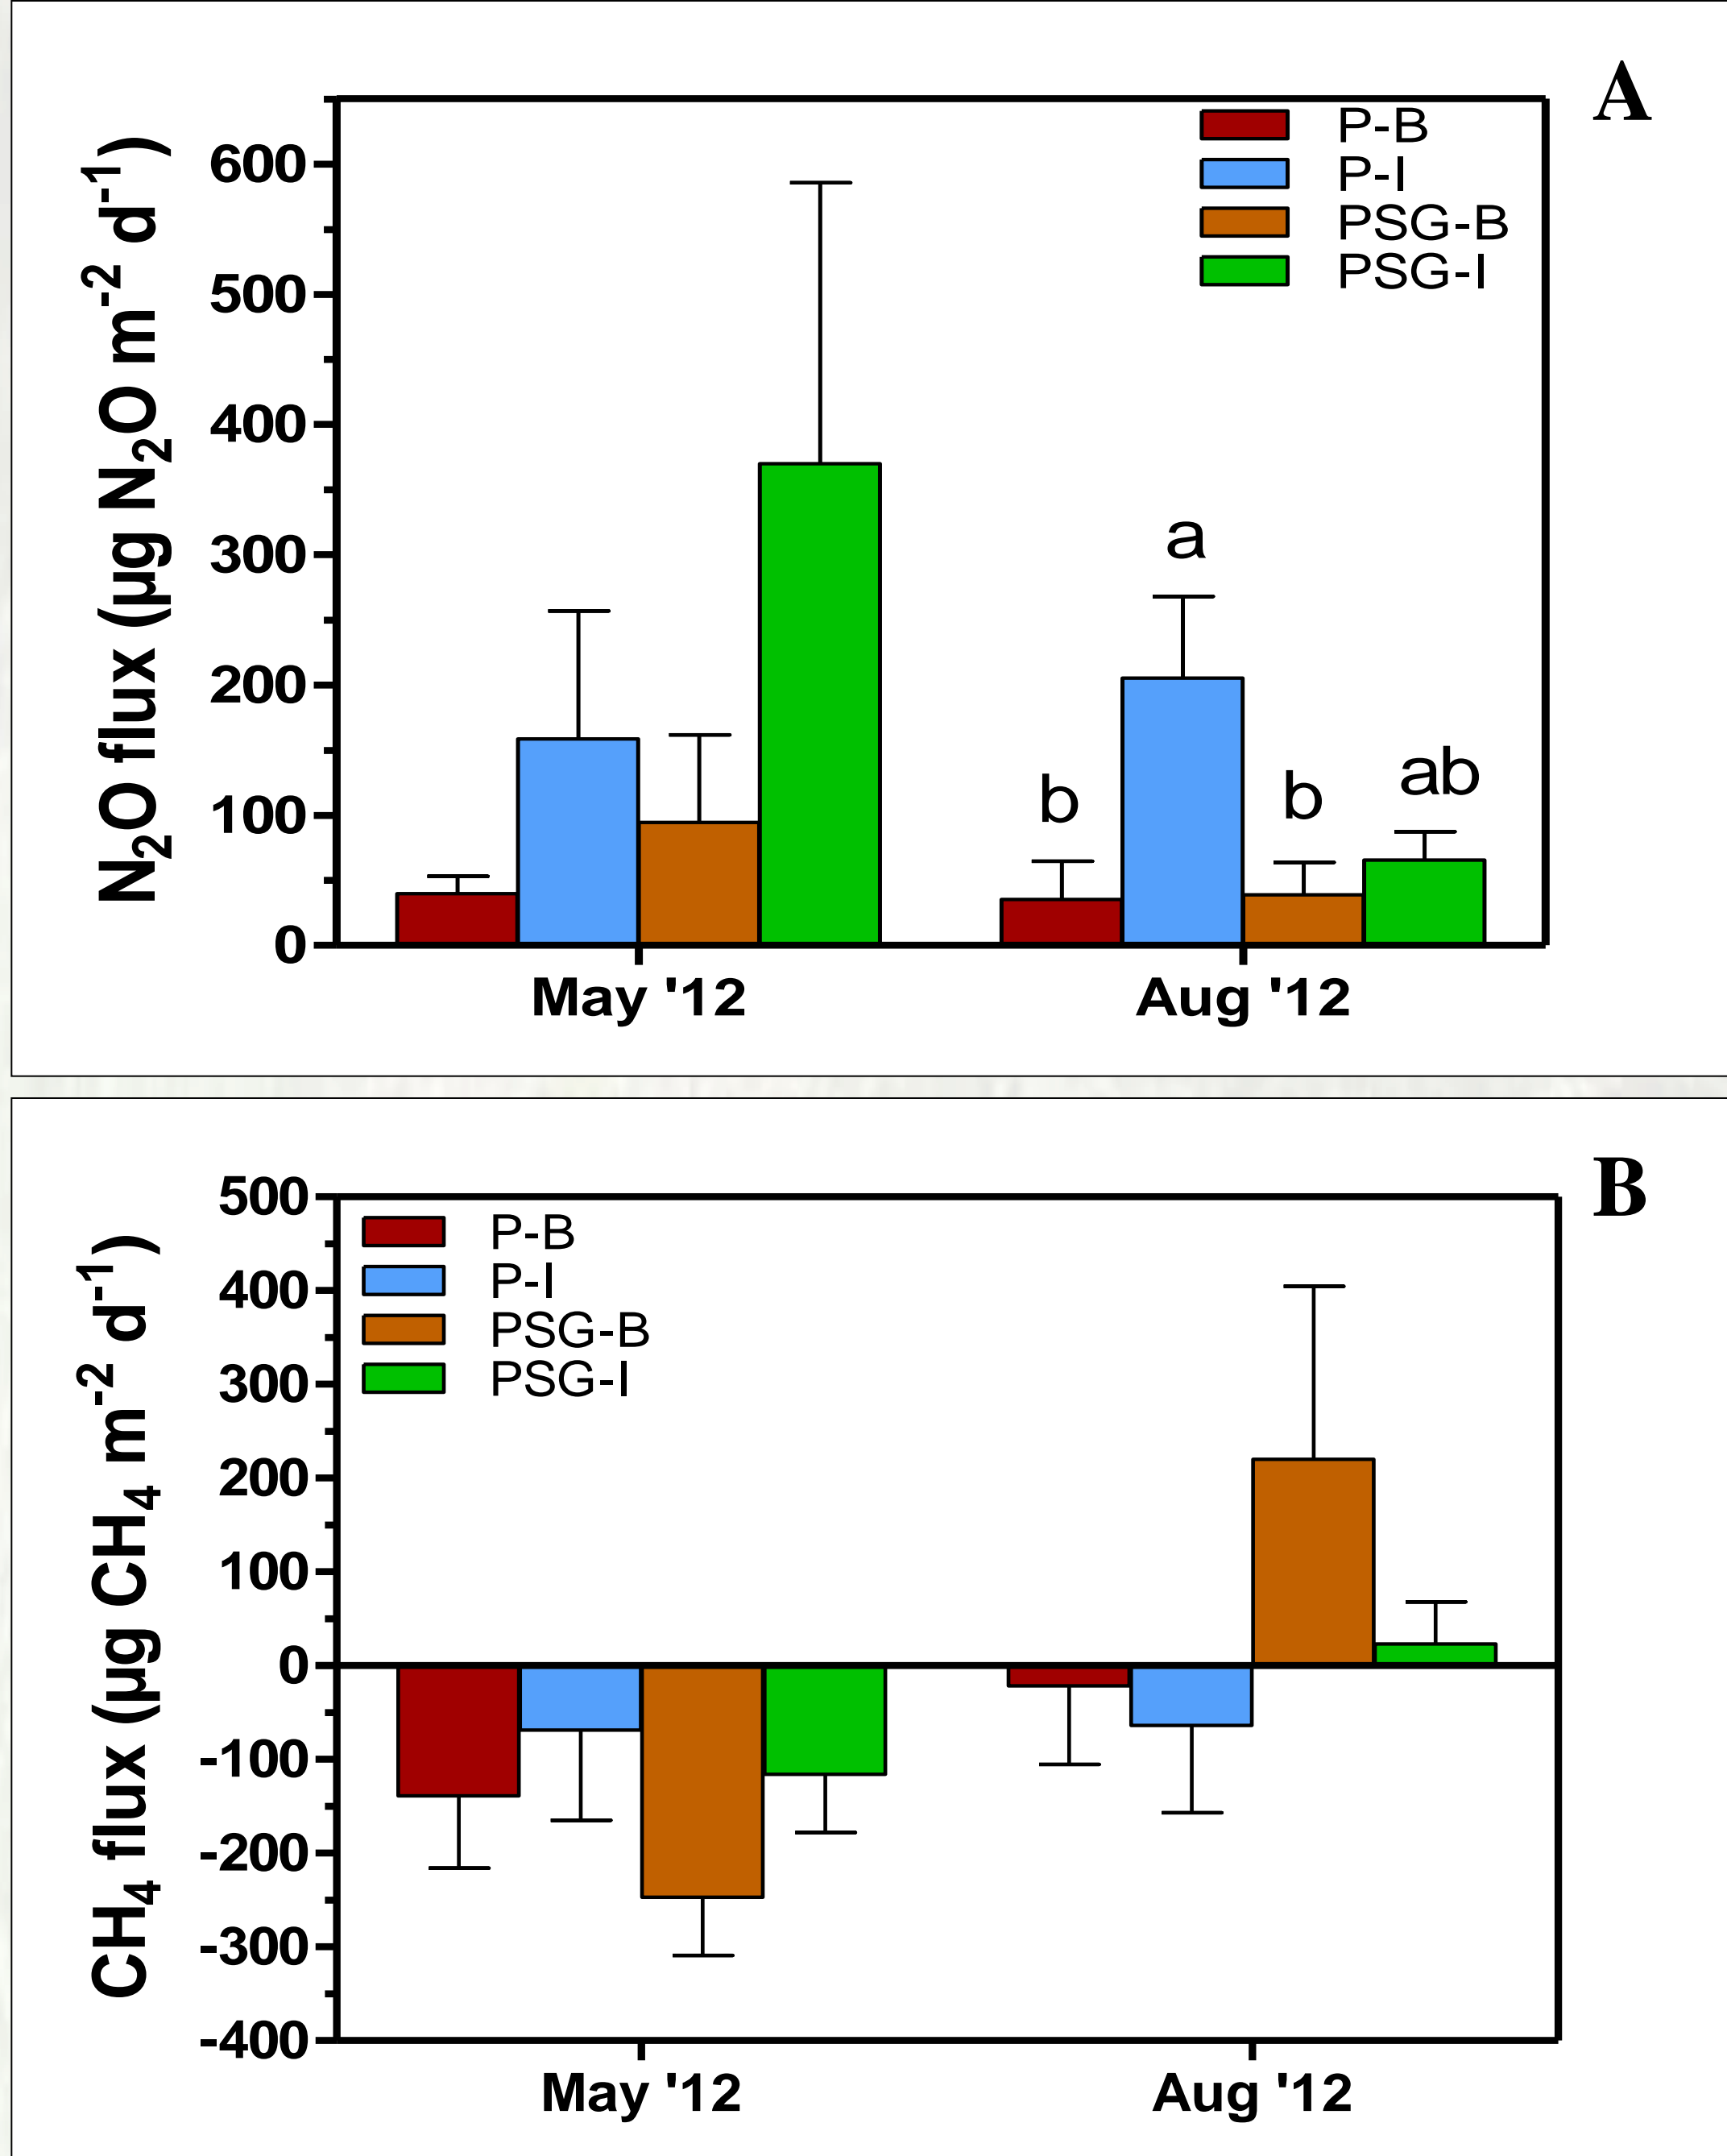 A
N₂O flux (µg N₂O m⁻² d⁻¹)
600
500
400
300
200
100
0
P-B
P-I
PSG-B
PSG-I
b
a
b
ab
May '12
Aug '12
B
CH₄ flux (µg CH₄ m⁻² d⁻¹)
500
400
300
200
100
0
-100
-200
-300
-400
P-B
P-I
PSG-B
PSG-I
May '12
Aug '12